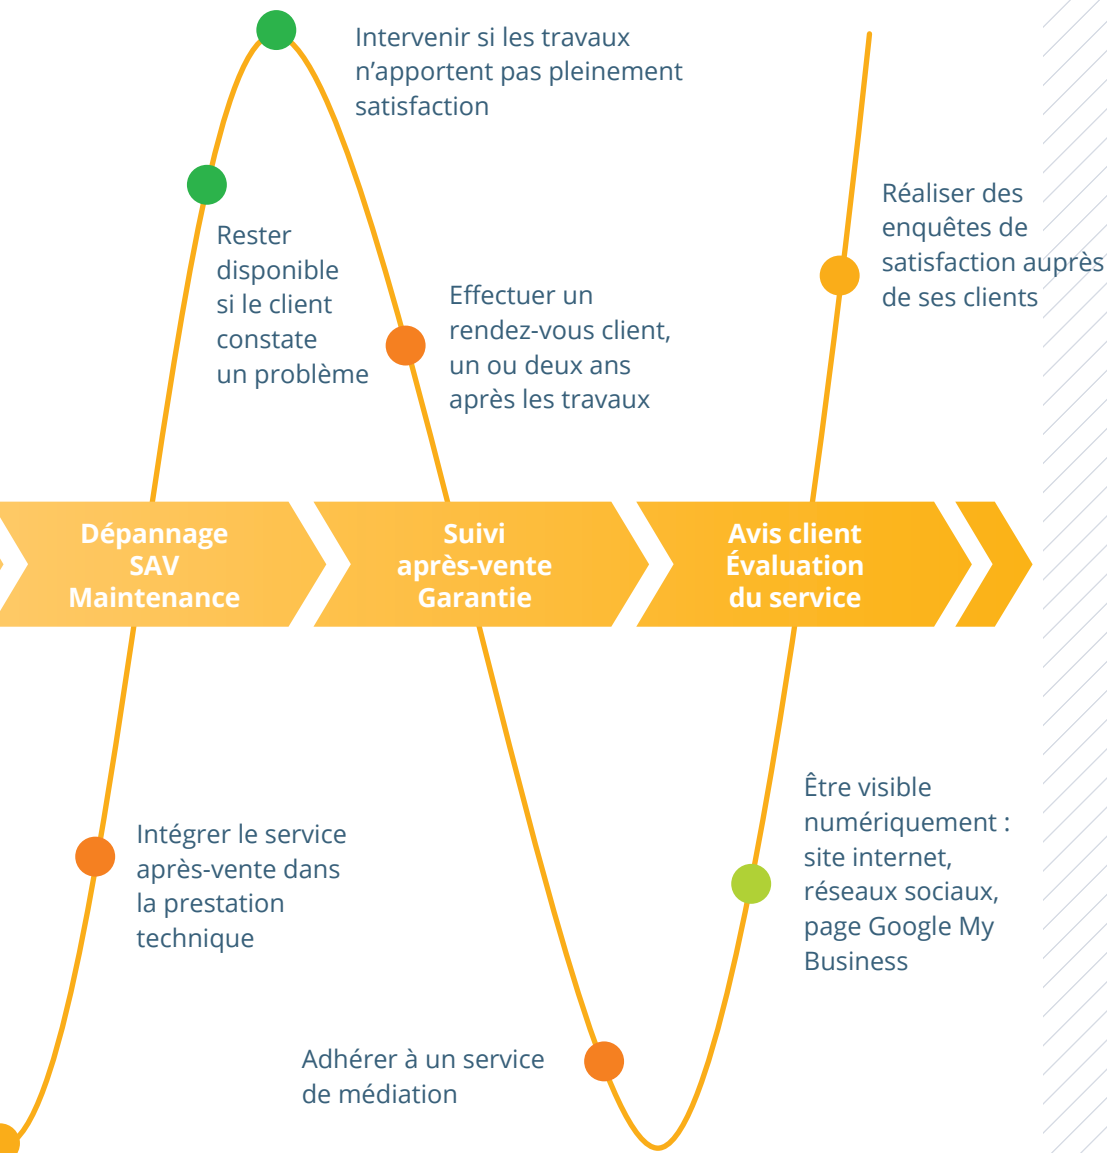 Intervenir si les travaux
n’apportent pas pleinement
satisfaction
Réaliser des
enquêtes de
satisfaction auprès
de ses clients
Rester
disponible
si le client
constate
un problème
Effectuer un
rendez-vous client,
un ou deux ans
après les travaux
Dépannage
SAV
Maintenance
Suivi
après-vente
Garantie
Avis client
Évaluation
du service
Être visible
numériquement :
site internet,
réseaux sociaux,
page Google My
Business
Intégrer le service
après-vente dans
la prestation
technique
Adhérer à un service
de médiation